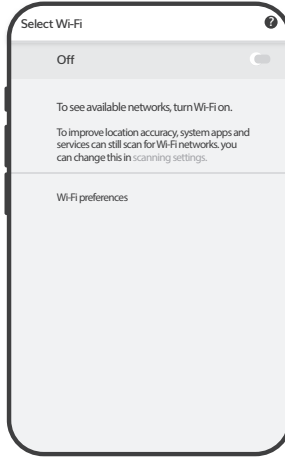 Select Wi-Fi ?
Off
To see available networks, turn Wi-Fi on.
To improve location accuracy, system apps and
services can still scan for Wi-Fi networks. you
can change this in scanning settings.
Wi-Fi preferences